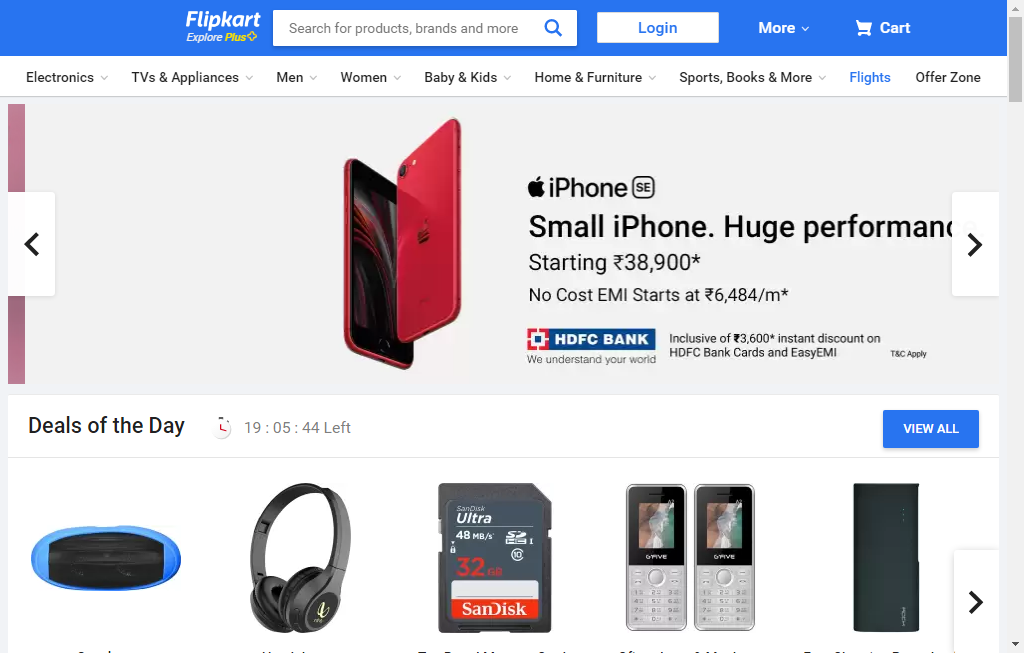 Flipkart
Explore Plus
Search for products, brands and more
Login
More
Cart
Electronics
TVs & Appliances
Men
Women
Baby & Kids
Home & Furniture
Sports, Books & More
Flights
Offer Zone
iPhone SE
Small iPhone. Huge performanc
Starting ₹38,900*
No Cost EMI Starts at ₹6,484/m*
HDFC BANK
We understand your world
Inclusive of ₹3,600* instant discount on
HDFC Bank Cards and EasyEMI
T&C Apply
Deals of the Day
19 : 05 : 44 Left
VIEW ALL
SanDisk
Ultra
48 MB/s
32 GB
SanDisk
G'FIVE
G'FIVE